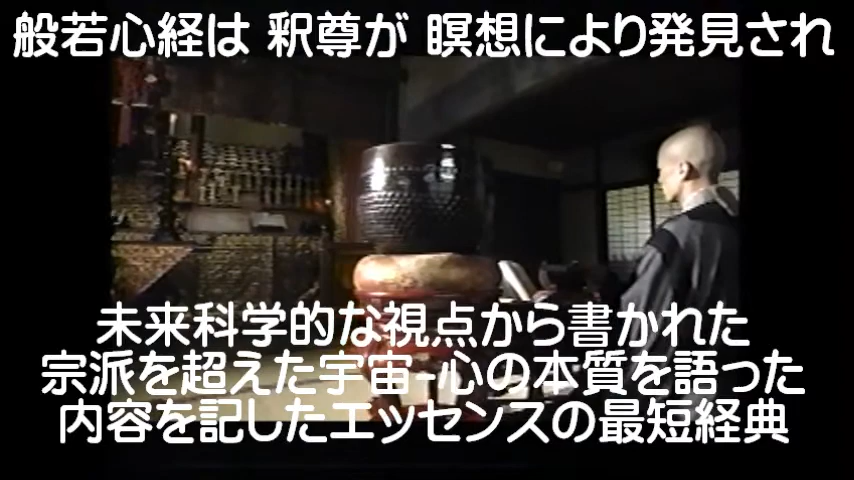 般若心経は 釈尊が 瞑想により発見され
未来科学的な視点から書かれた
宗派を超えた宇宙-心の本質を語った
内容を記したエッセンスの最短経典